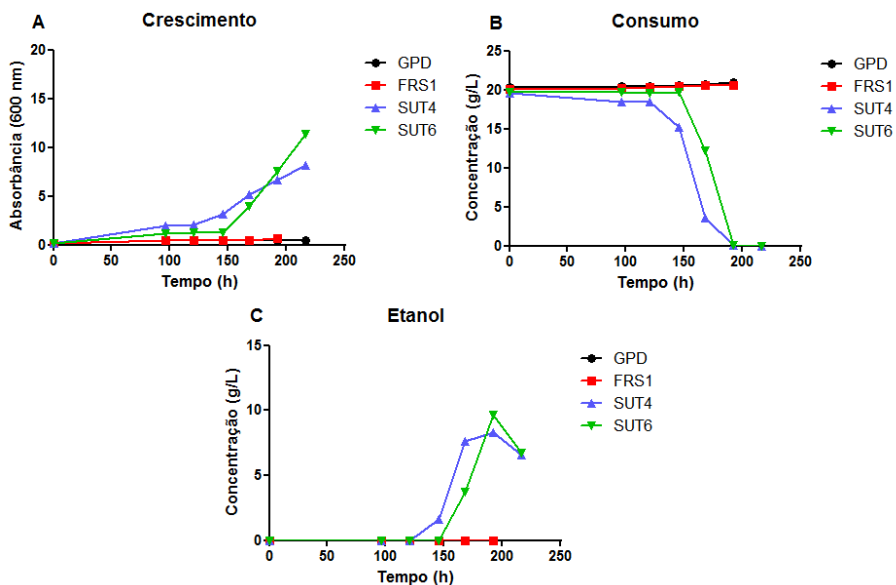 A
Crescimento
Absorbância (600 nm)
20
15
10
5
0
0 50 100 150 200 250
Tempo (h)
GPD
FRS1
SUT4
SUT6
B
Consumo
Concentração (g/L)
25
20
15
10
5
0
0 50 100 150 200 250
Tempo (h)
GPD
FRS1
SUT4
SUT6
C
Etanol
Concentração (g/L)
15
10
5
0
0 50 100 150 200 250
Tempo (h)
GPD
FRS1
SUT4
SUT6